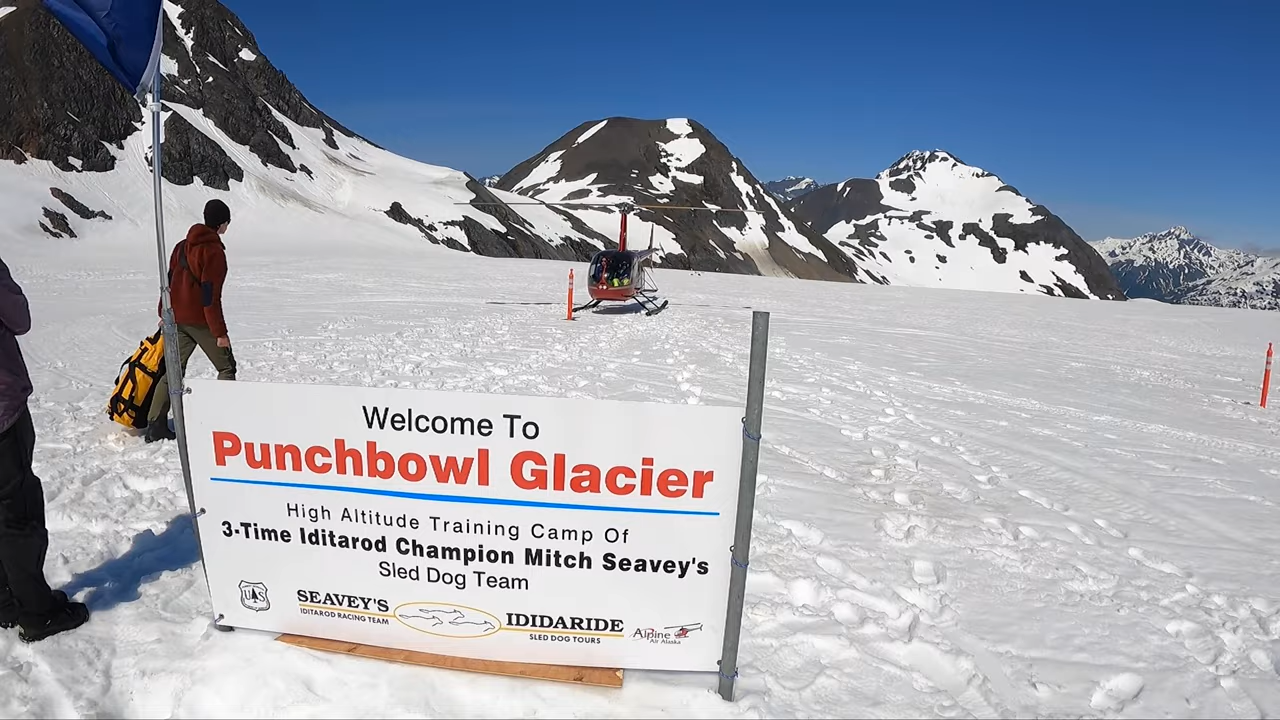 Welcome To
Punchbowl Glacier
High Altitude Training Camp Of
3-Time Iditarod Champion Mitch Seavey's
Sled Dog Team
UAS
SEAVEY'S
IDITAROD RACING TEAM
IDIDARIDE
SLED DOG TOURS
Alpine
Air Alaska